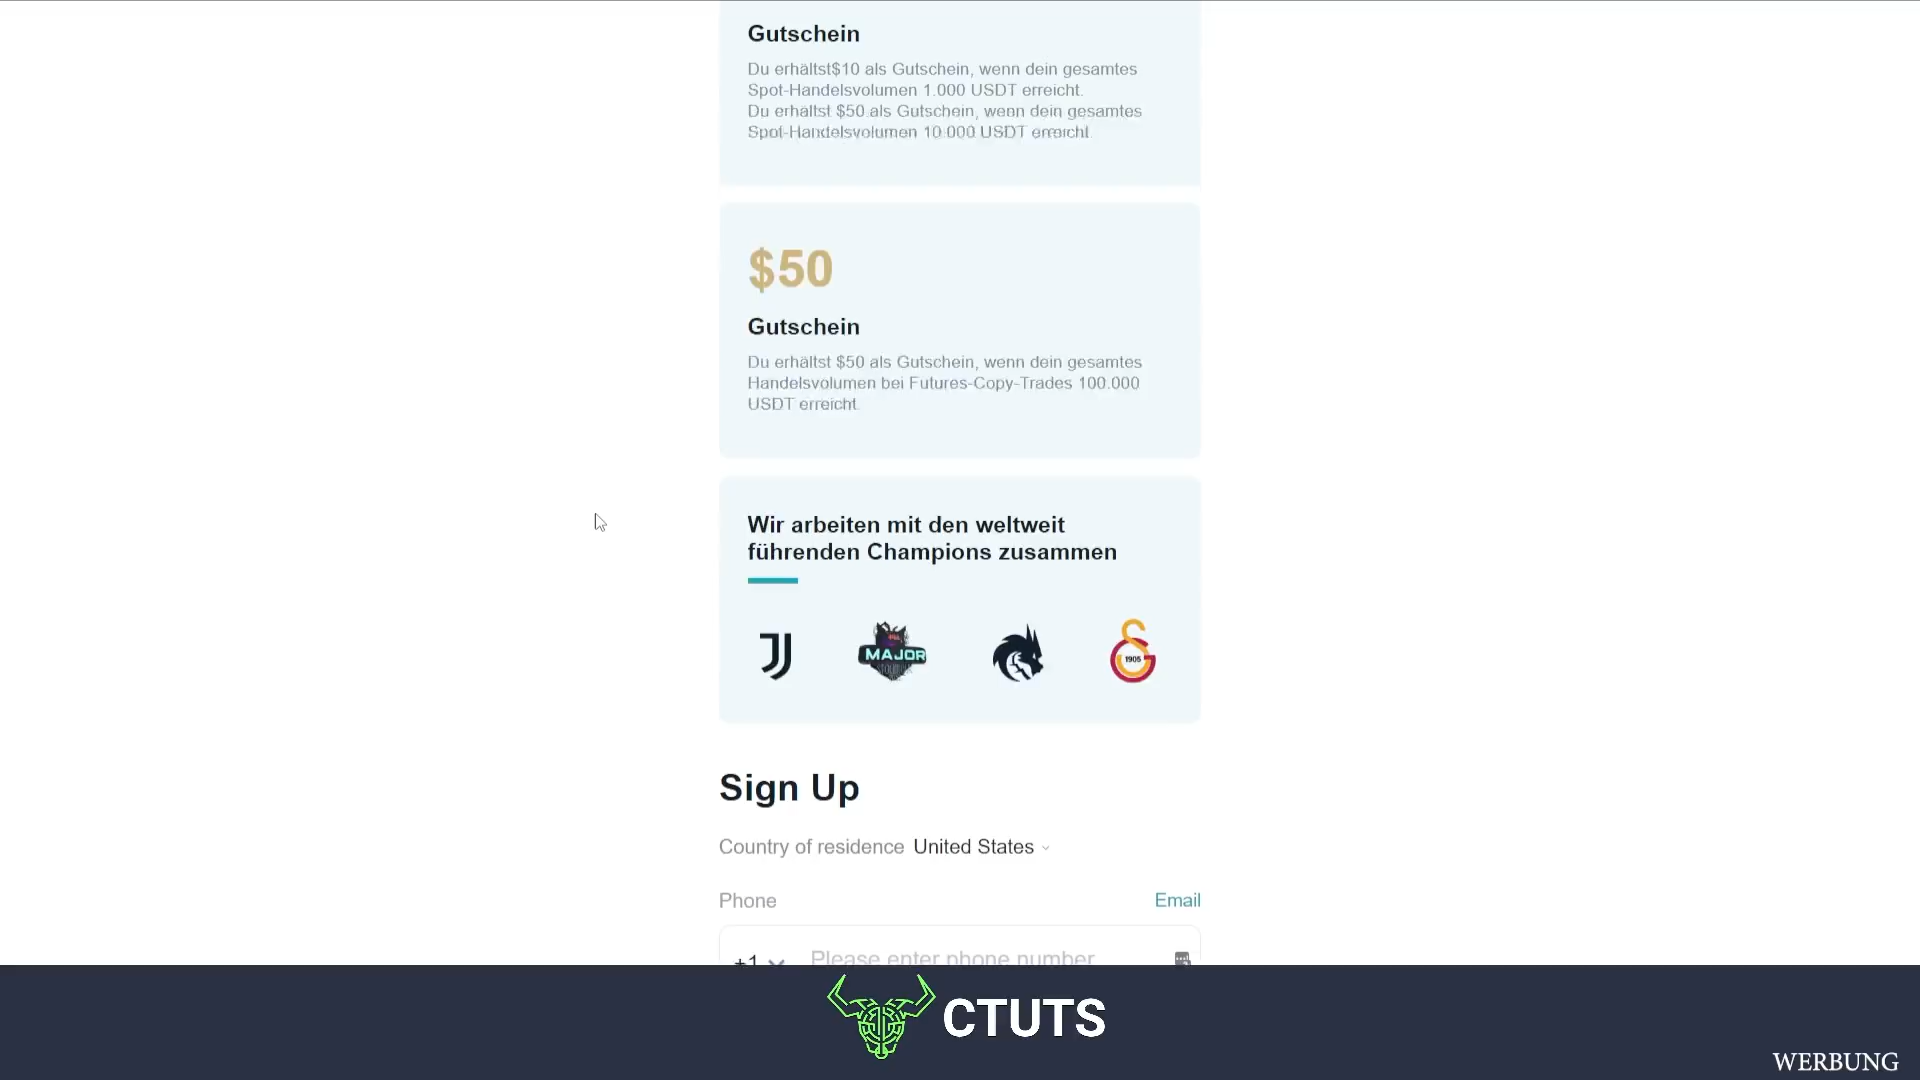 Gutschein
Du erhältst$10 als Gutschein, wenn dein gesamtes
Spot-Handelsvolumen 1.000 USDT erreicht.
Du erhältst $50 als Gutschein, wenn dein gesamtes
Spot-Handelsvolumen 10.000 USDT erreicht.
$50
Gutschein
Du erhältst $50 als Gutschein, wenn dein gesamtes
Handelsvolumen bei Futures-Copy-Trades 100.000
USDT erreicht.
Wir arbeiten mit den weltweit
führenden Champions zusammen
MAJOR
1905
Sign Up
Country of residence United States
Phone Email
+1 Please enter phone number
CTUTS
WERBUNG